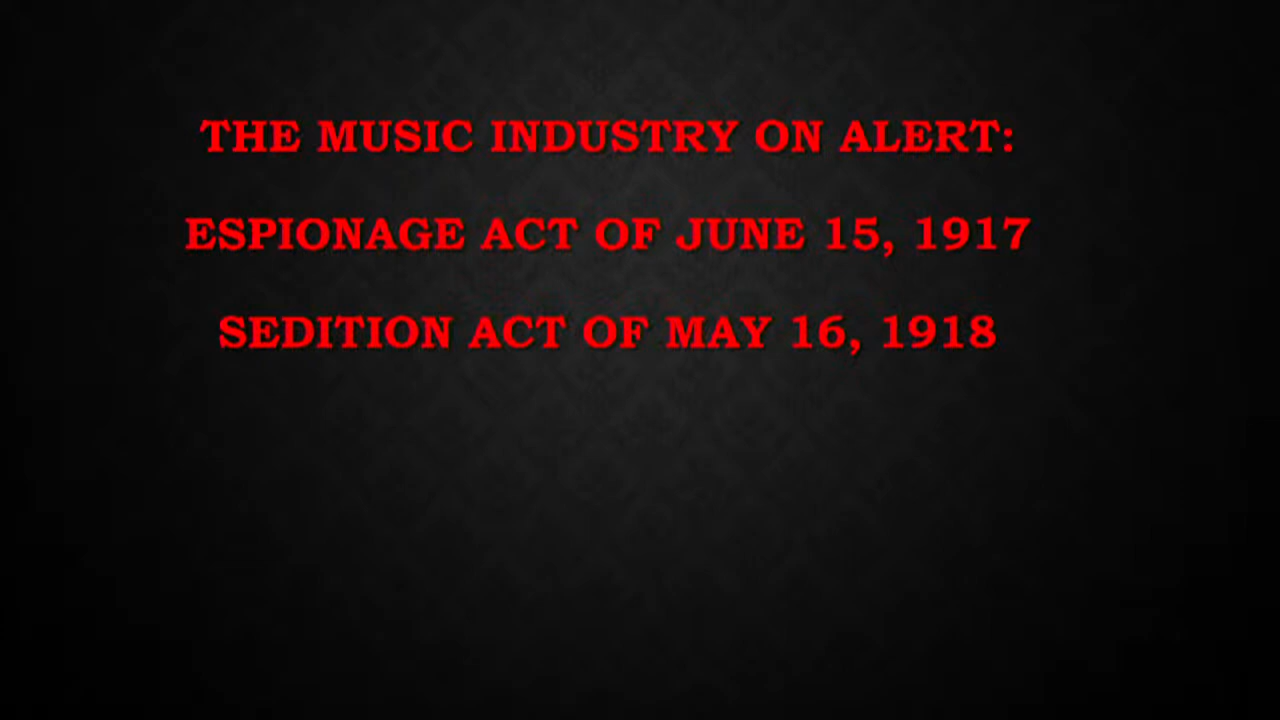 THE MUSIC INDUSTRY ON ALERT:
ESPIONAGE ACT OF JUNE 15, 1917
SEDITION ACT OF MAY 16, 1918